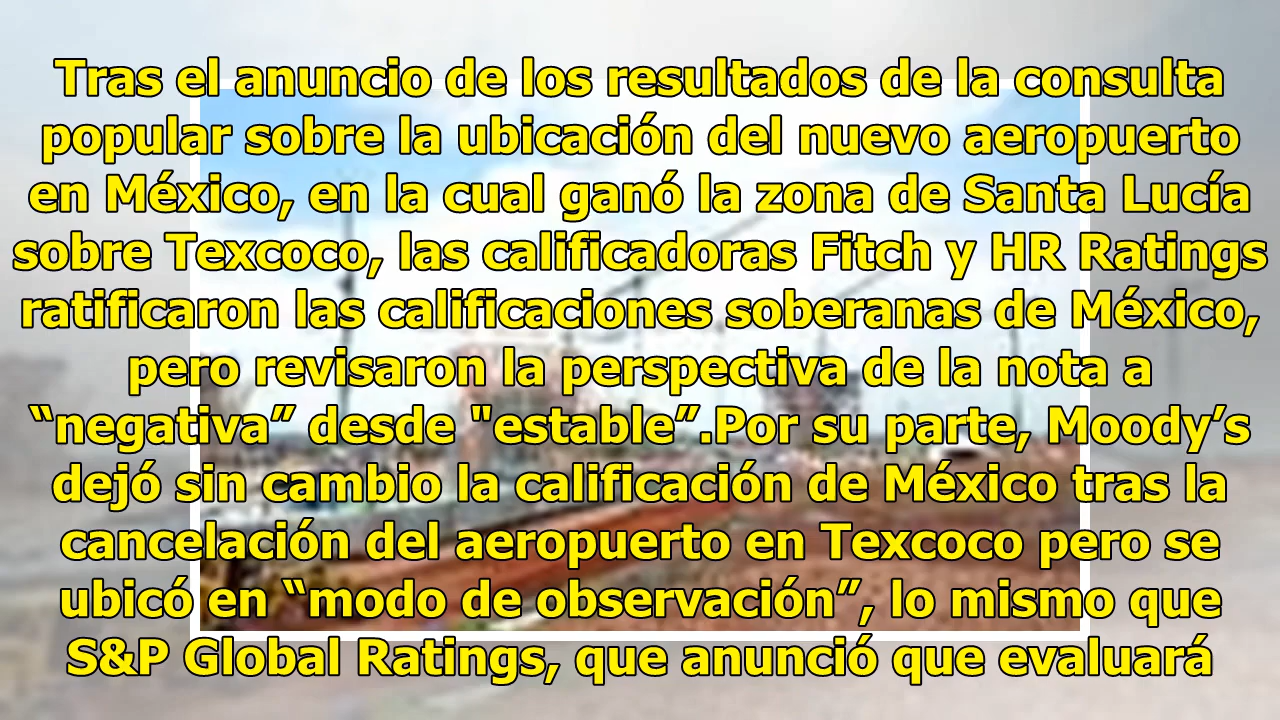 Tras el anuncio de los resultados de la consulta
popular sobre la ubicación del nuevo aeropuerto
en México, en la cual ganó la zona de Santa Lucía
sobre Texcoco, las calificadoras Fitch y HR Ratings
ratificaron las calificaciones soberanas de México,
pero revisaron la perspectiva de la nota a
“negativa” desde "estable”.Por su parte, Moody’s
dejó sin cambio la calificación de México tras la
cancelación del aeropuerto en Texcoco pero se
ubicó en “modo de observación”, lo mismo que
S&P Global Ratings, que anunció que evaluará